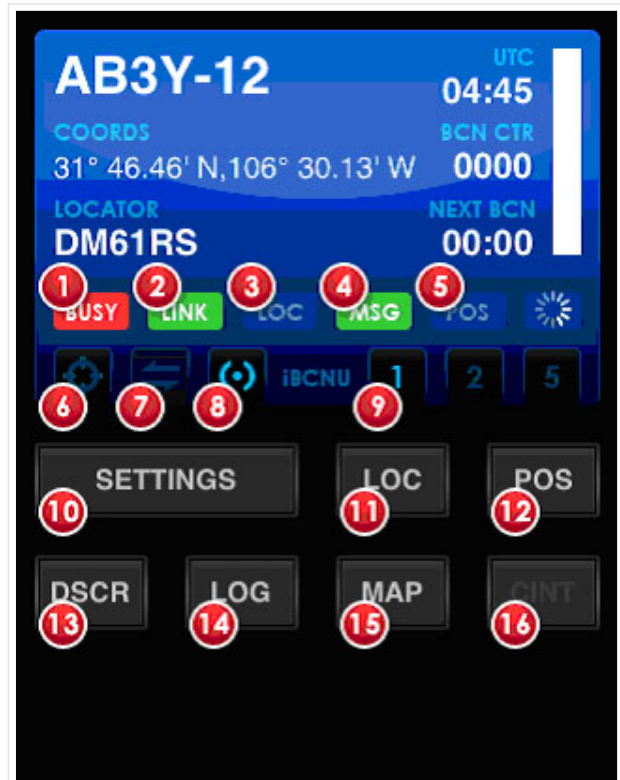 AB3Y-12
UTC
04:45
COORDS
BCN CTR
31° 46.46' N,106° 30.13' W
0000
LOCATOR
NEXT BCN
DM61RS
00:00
1 2 3 4 5
BUSY LINK LOC MSG POS
iBCNU 1 2 5
6 7 8 9
SETTINGS LOC POS
10 11 12
DSCR LOG MAP CINT
13 14 15 16